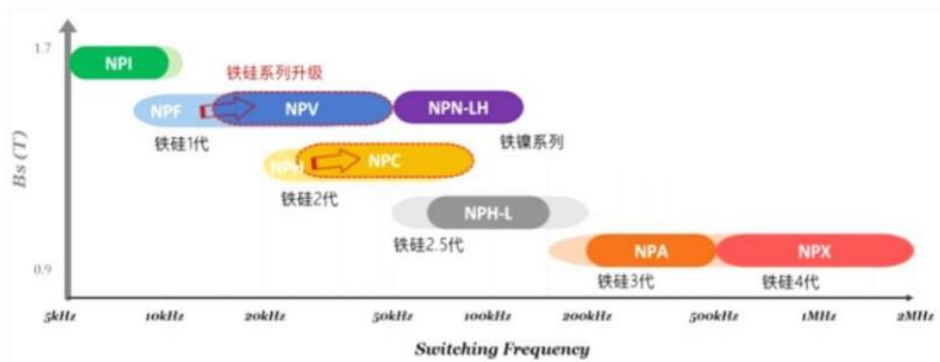 1.7
NPI
铁硅系列升级
NPF
NPV
NPN-LH
铁硅1代
铁镍系列
NPH
NPC
铁硅2代
NPH-L
铁硅2.5代
NPA
NPX
铁硅3代
铁硅4代
0.9
Bs (T)
5kHz
10kHz
20kHz
50kHz
100kHz
200kHz
500kHz
1MHz
2MHz
Switching Frequency